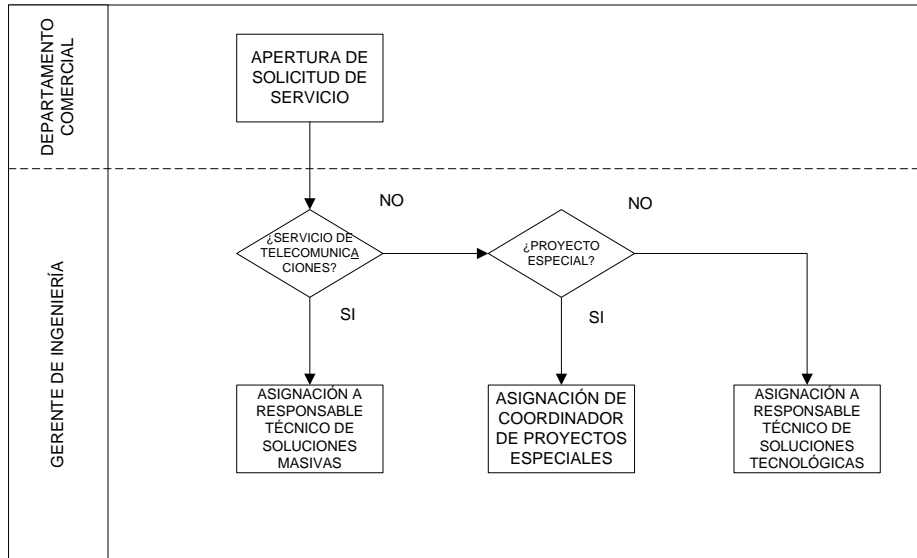 DEPARTAMENTO
COMERCIAL
APERTURA DE
SOLICITUD DE
SERVICIO
GERENTE DE INGENIERÍA
NO
NO
¿SERVICIO DE
TELECOMUNICA
CIONES?
¿PROYECTO
ESPECIAL?
SI
SI
ASIGNACIÓN A
RESPONSABLE
TÉCNICO DE
SOLUCIONES
MASIVAS
ASIGNACIÓN DE
COORDINADOR
DE PROYECTOS
ESPECIALES
ASIGNACIÓN A
RESPONSABLE
TÉCNICO DE
SOLUCIONES
TECNOLÓGICAS